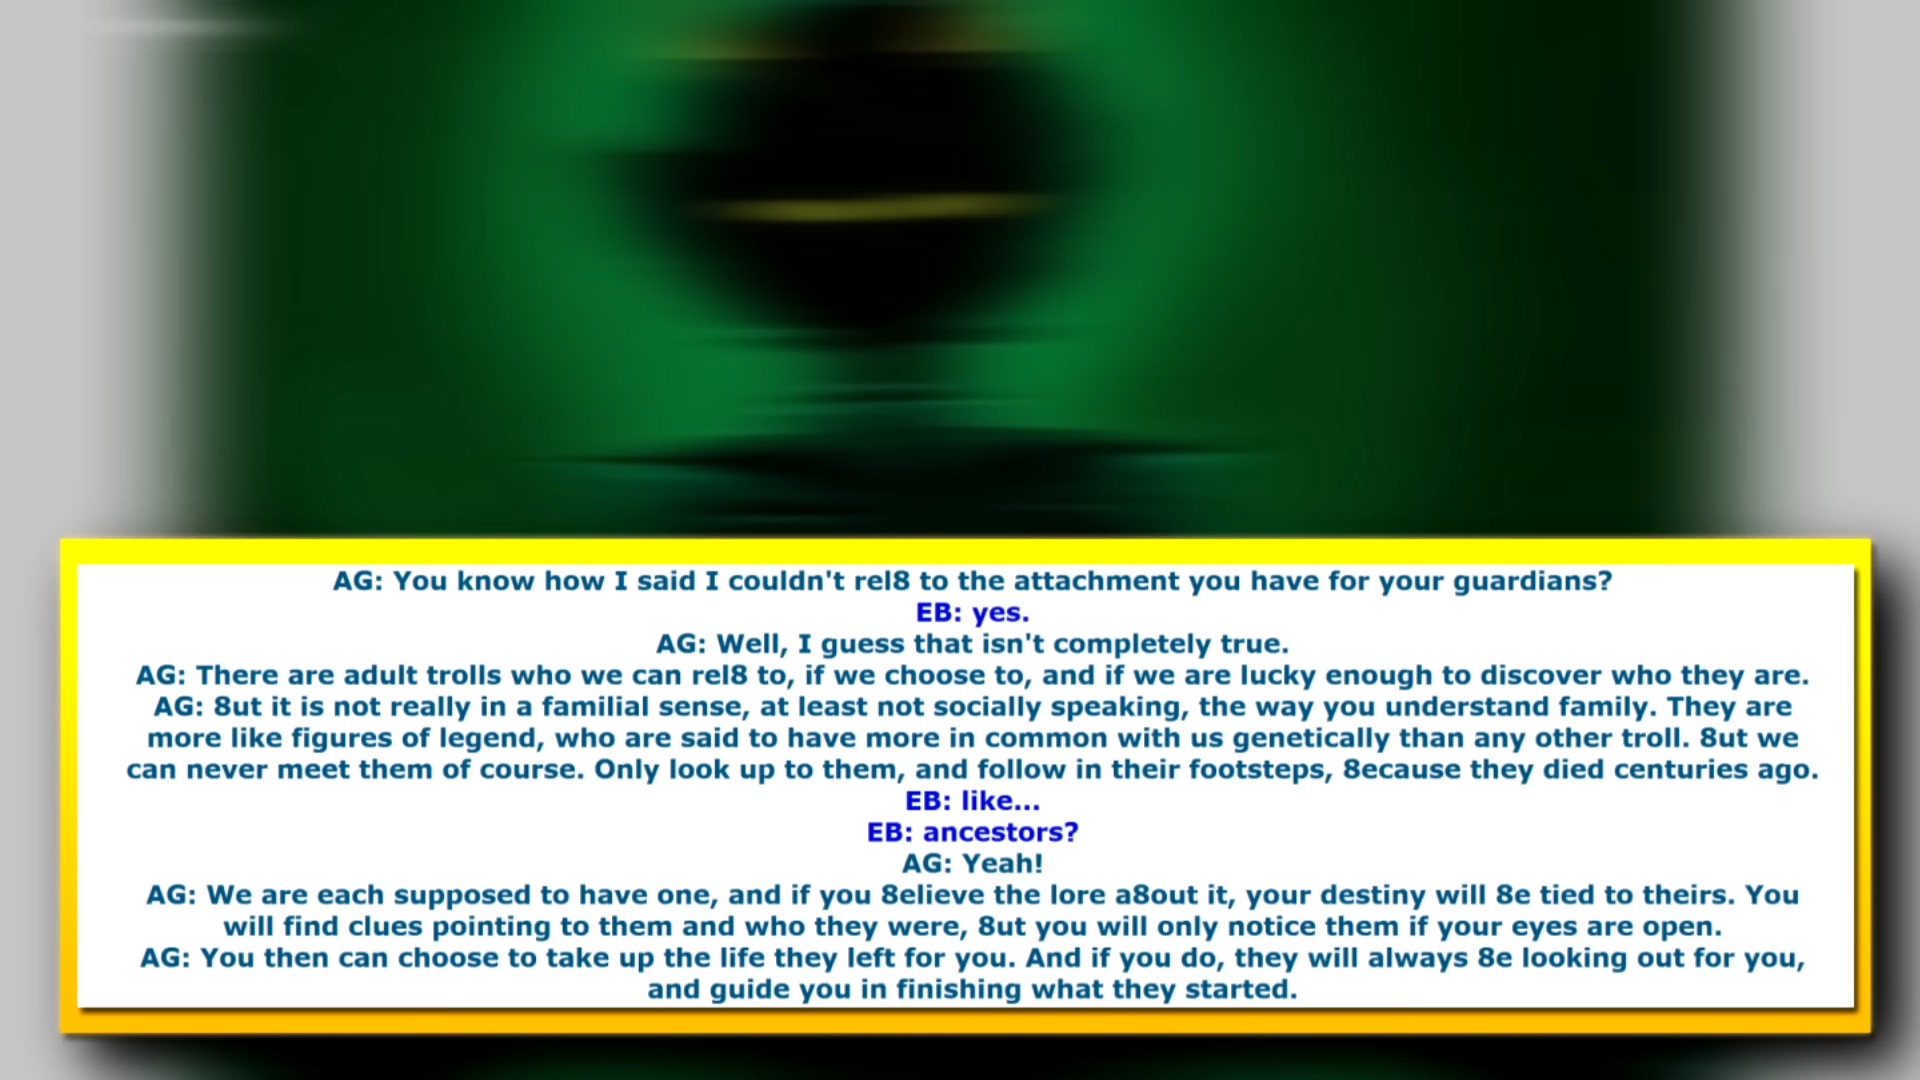 AG: You know how I said I couldn't rel8 to the attachment you have for your guardians?
EB: yes.
AG: Well, I guess that isn't completely true.
AG: There are adult trolls who we can rel8 to, if we choose to, and if we are lucky enough to discover who they are.
AG: 8ut it is not really in a familial sense, at least not socially speaking, the way you understand family. They are
more like figures of legend, who are said to have more in common with us genetically than any other troll. 8ut we
can never meet them of course. Only look up to them, and follow in their footsteps, 8ecause they died centuries ago.
EB: like...
EB: ancestors?
AG: Yeah!
AG: We are each supposed to have one, and if you 8elieve the lore a8out it, your destiny will 8e tied to theirs. You
will find clues pointing to them and who they were, 8ut you will only notice them if your eyes are open.
AG: You then can choose to take up the life they left for you. And if you do, they will always 8e looking out for you,
and guide you in finishing what they started.